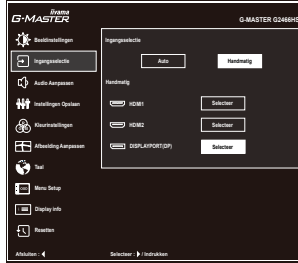 iiyama
G-MASTER
G-MASTER G2466HS
Beeldinstellingen
Ingangsselectie
Ingangsselectie
Auto
Handmatig
Audio Aanpassen
Handmatig
Instellingen Opslaan
HDMI1
Selecteer
Kleurinstellingen
HDMI2
Selecteer
Afbeelding Aanpassen
DISPLAYPORT(DP)
Selecteer
Taal
Menu Setup
Display info
Resetten
Afsluiten :
Selecteer : / Indrukken